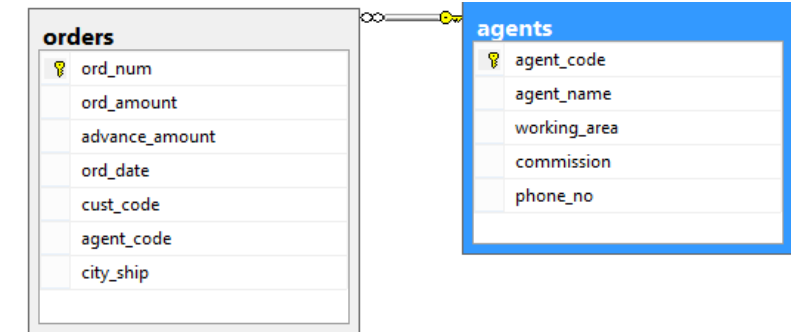 orders
ord_num
ord_amount
advance_amount
ord_date
cust_code
agent_code
city_ship
agents
agent_code
agent_name
working_area
commission
phone_no